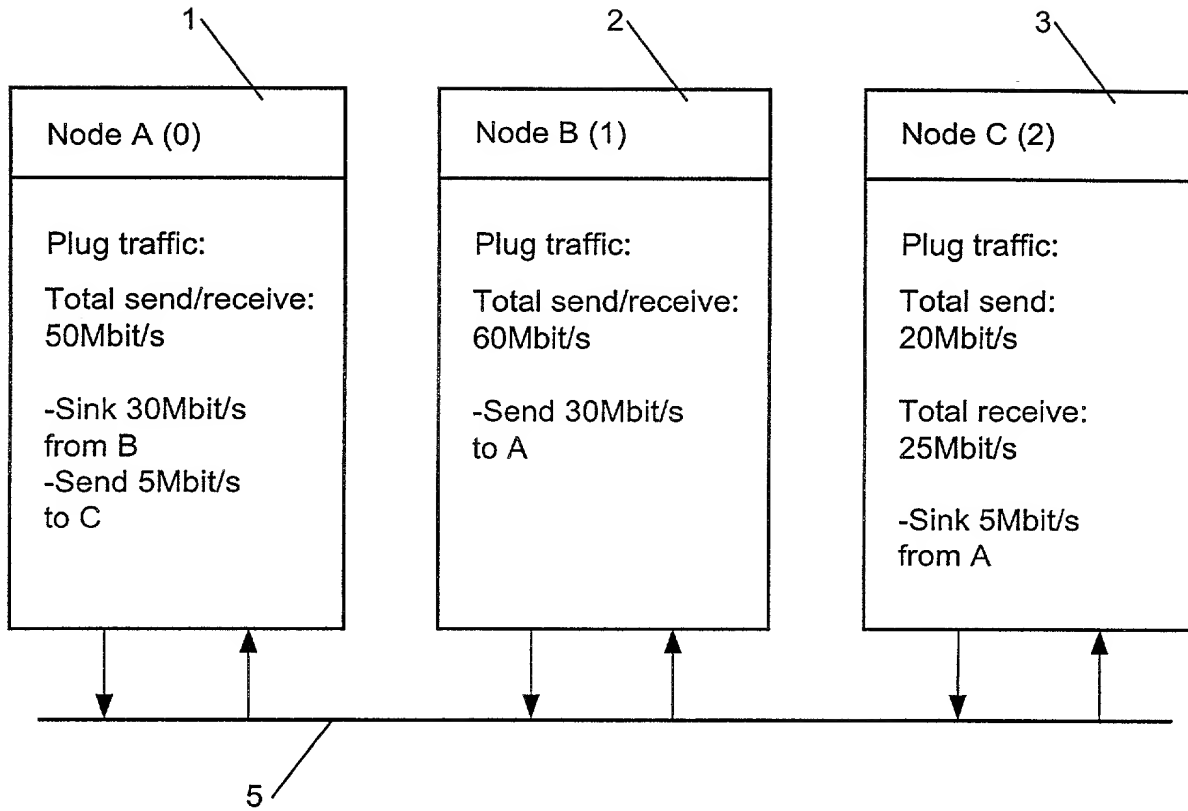 1
2
3
Node A (0)
Plug traffic:
Total send/receive:
50Mbit/s
-Sink 30Mbit/s
from B
-Send 5Mbit/s
to C
Node B (1)
Plug traffic:
Total send/receive:
60Mbit/s
-Send 30Mbit/s
to A
Node C (2)
Plug traffic:
Total send:
20Mbit/s
Total receive:
25Mbit/s
-Sink 5Mbit/s
from A
5